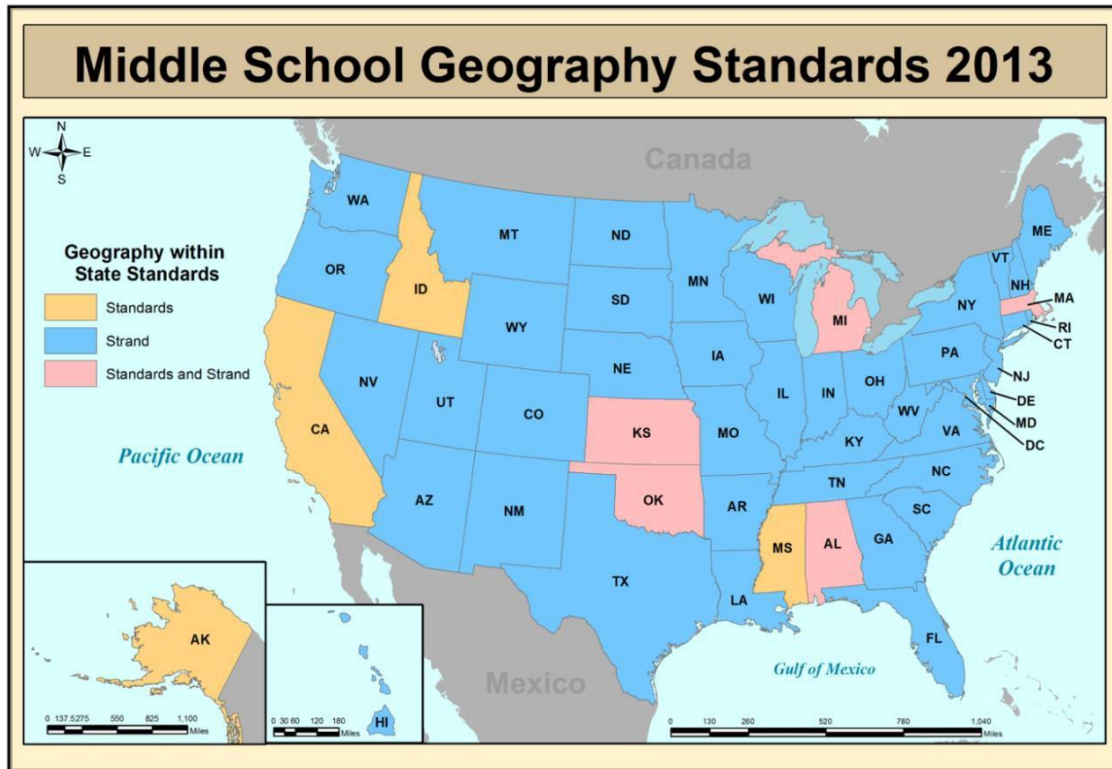 Middle School Geography Standards 2013
N
W E
S
Canada
Geography within
State Standards
Standards
Strand
Standards and Strand
WA
MT
ND
MN
ME
VT
NH
OR
ID
SD
WI
NY
MA
RI
CT
WY
MI
IA
PA
NE
NJ
NV
UT
CO
IL
IN
OH
DE
MD
DC
WV
VA
CA
KS
MO
KY
Pacific Ocean
NC
TN
AZ
NM
OK
AR
SC
MS
AL
GA
Atlantic
Ocean
TX
LA
FL
AK
Gulf of Mexico
Mexico
HI
0 137.5 275 550 825 1,100
Miles
0 30 60 120 180
Miles
0 130 260 520 780 1,040
Miles